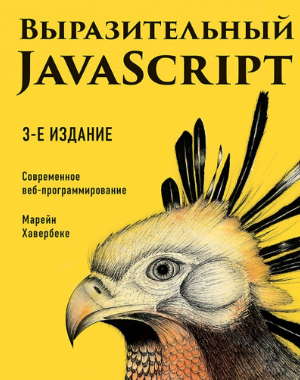 Выразительный
JavaScript
3-е издание
Современное
веб-программирование
Марейн
Хавербеке